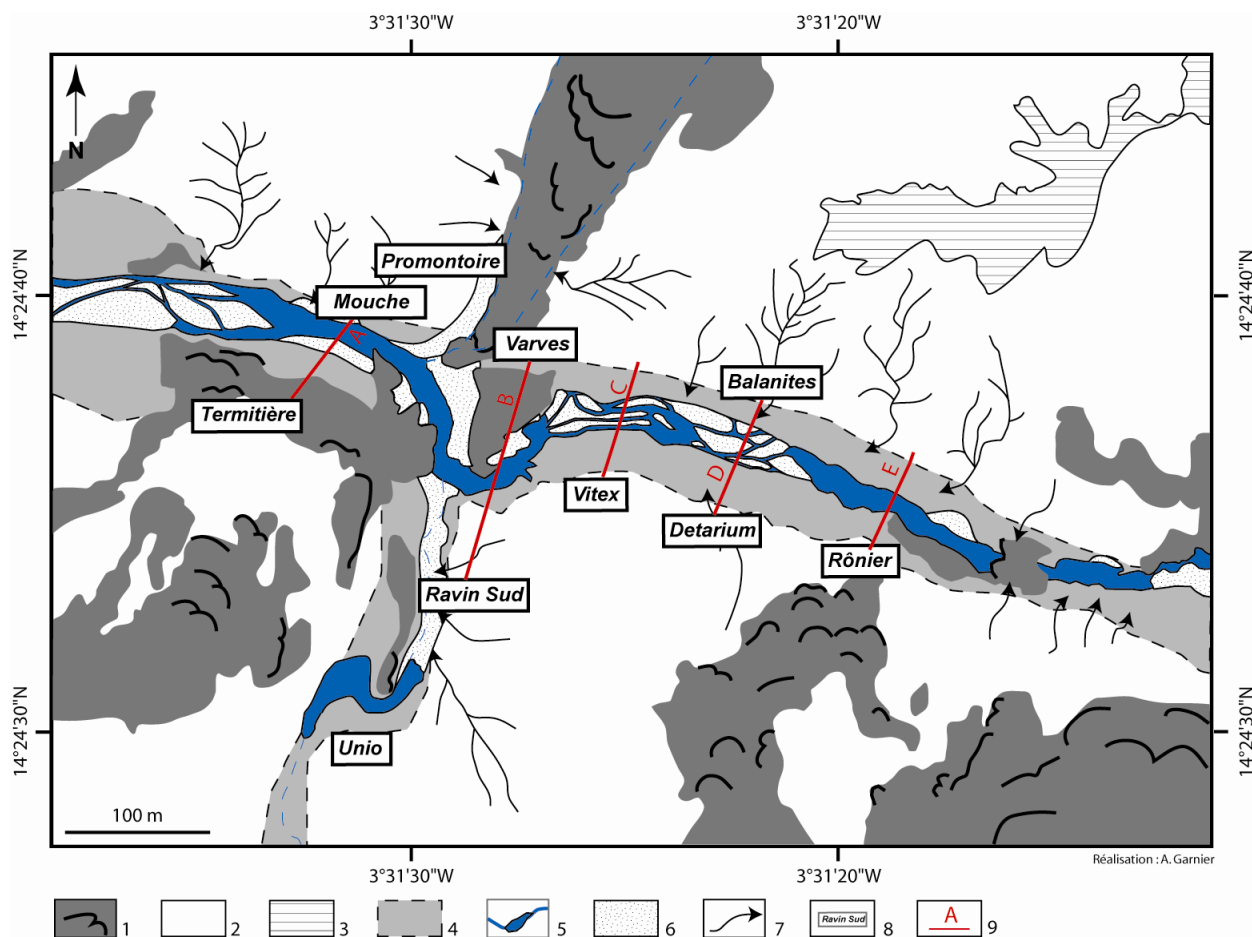 3°31'30"W
3°31'20"W
N
14°24'40"N
14°24'40"N
Promontoire
Mouche
A
Varves
Termitière
B
C
Balanites
Vitex
D
E
Detarium
Rônier
Ravin Sud
14°24'30"N
14°24'30"N
Unio
100 m
3°31'30"W
3°31'20"W
Réalisation : A. Garnier
1
2
3
4
5
6
7
Ravin Sud
8
A
9